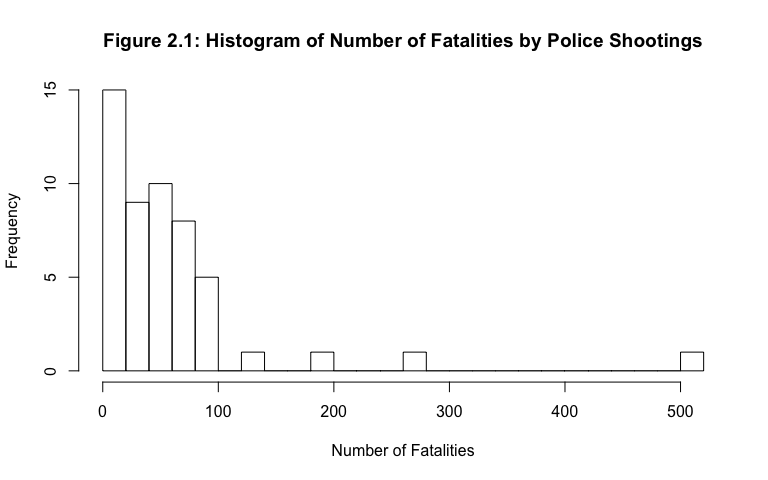 Figure 2.1: Histogram of Number of Fatalities by Police Shootings
15
10
5
0
Frequency
0 100 200 300 400 500
Number of Fatalities